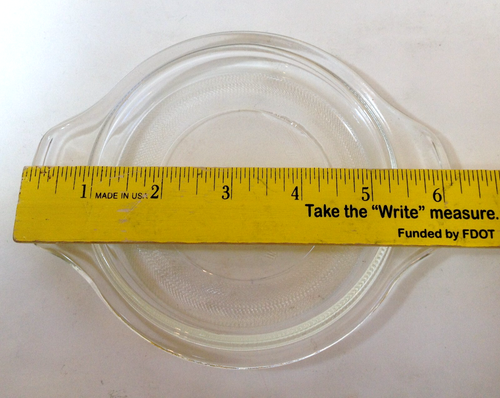 1 MADE IN USA 2 3 4 5 6
Take the “Write” measure.
Funded by FDOT